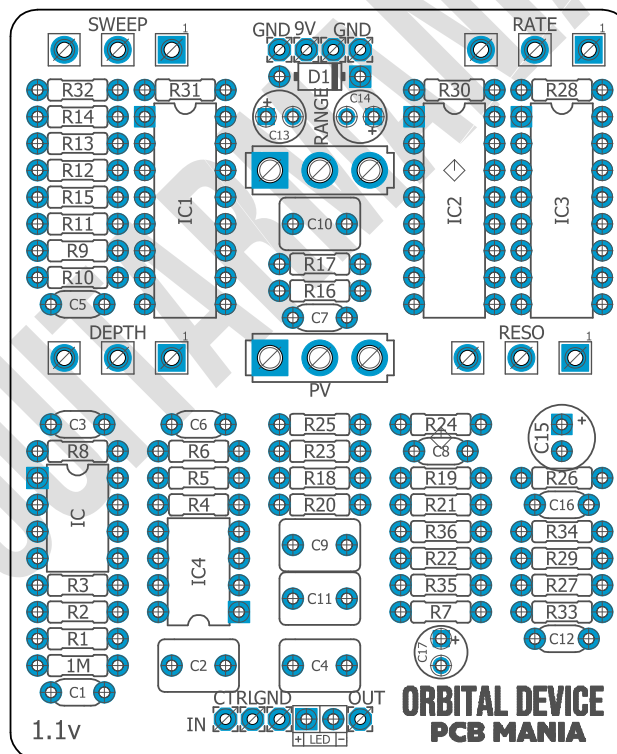 SWEEP GND 9V GND RATE
1 1
D1
R32 R31 R30 R28
+ C13 RANGE C14 +
R14
R13
R12
R15 IC1 IC2 IC3
R11 C10
R9
R17
R10
R16
C5 C7
DEPTH 1 RESO 1
PV
C3 C6 R25 R24 C15 +
R8 R6 R23 C8
R5 R18 R19 R26
R4 R20 R21 C16
IC R36 R34
C9
IC4 R22 R29
R3 C11 R35 R27
R2 R7 R33
R1 C17 + C12
1M C2 C4
C1
CTRL GND OUT
IN + LED −
ORBITAL DEVICE
PCB MANIA
1.1v